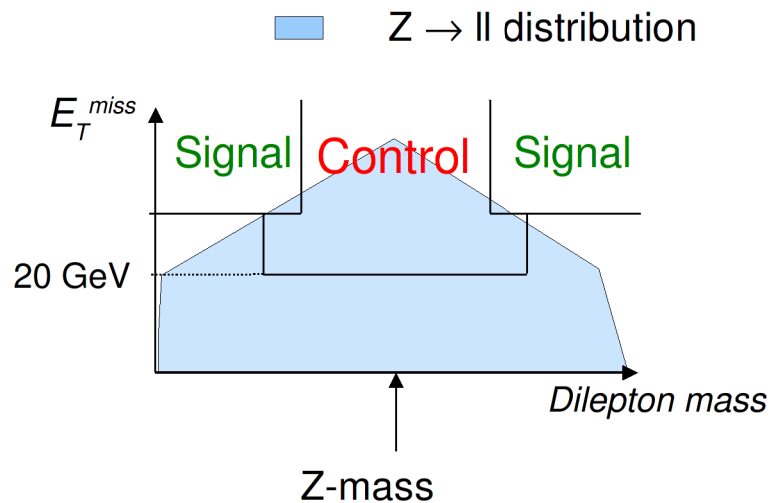 Z → ll distribution
E_T^miss
Signal Control Signal
20 GeV
Dilepton mass
Z-mass